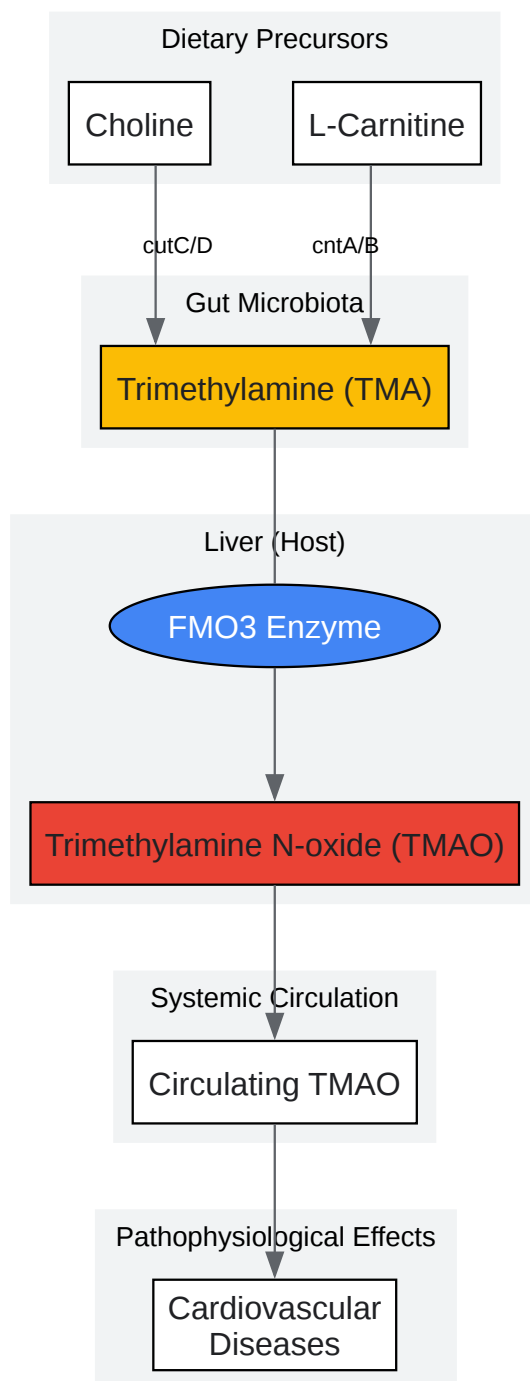 Dietary Precursors
Choline
L-Carnitine
cutC/D
cntA/B
Gut Microbiota
Trimethylamine (TMA)
Liver (Host)
FMO3 Enzyme
Trimethylamine N-oxide (TMAO)
Systemic Circulation
Circulating TMAO
Pathophysiological Effects
Cardiovascular
Diseases